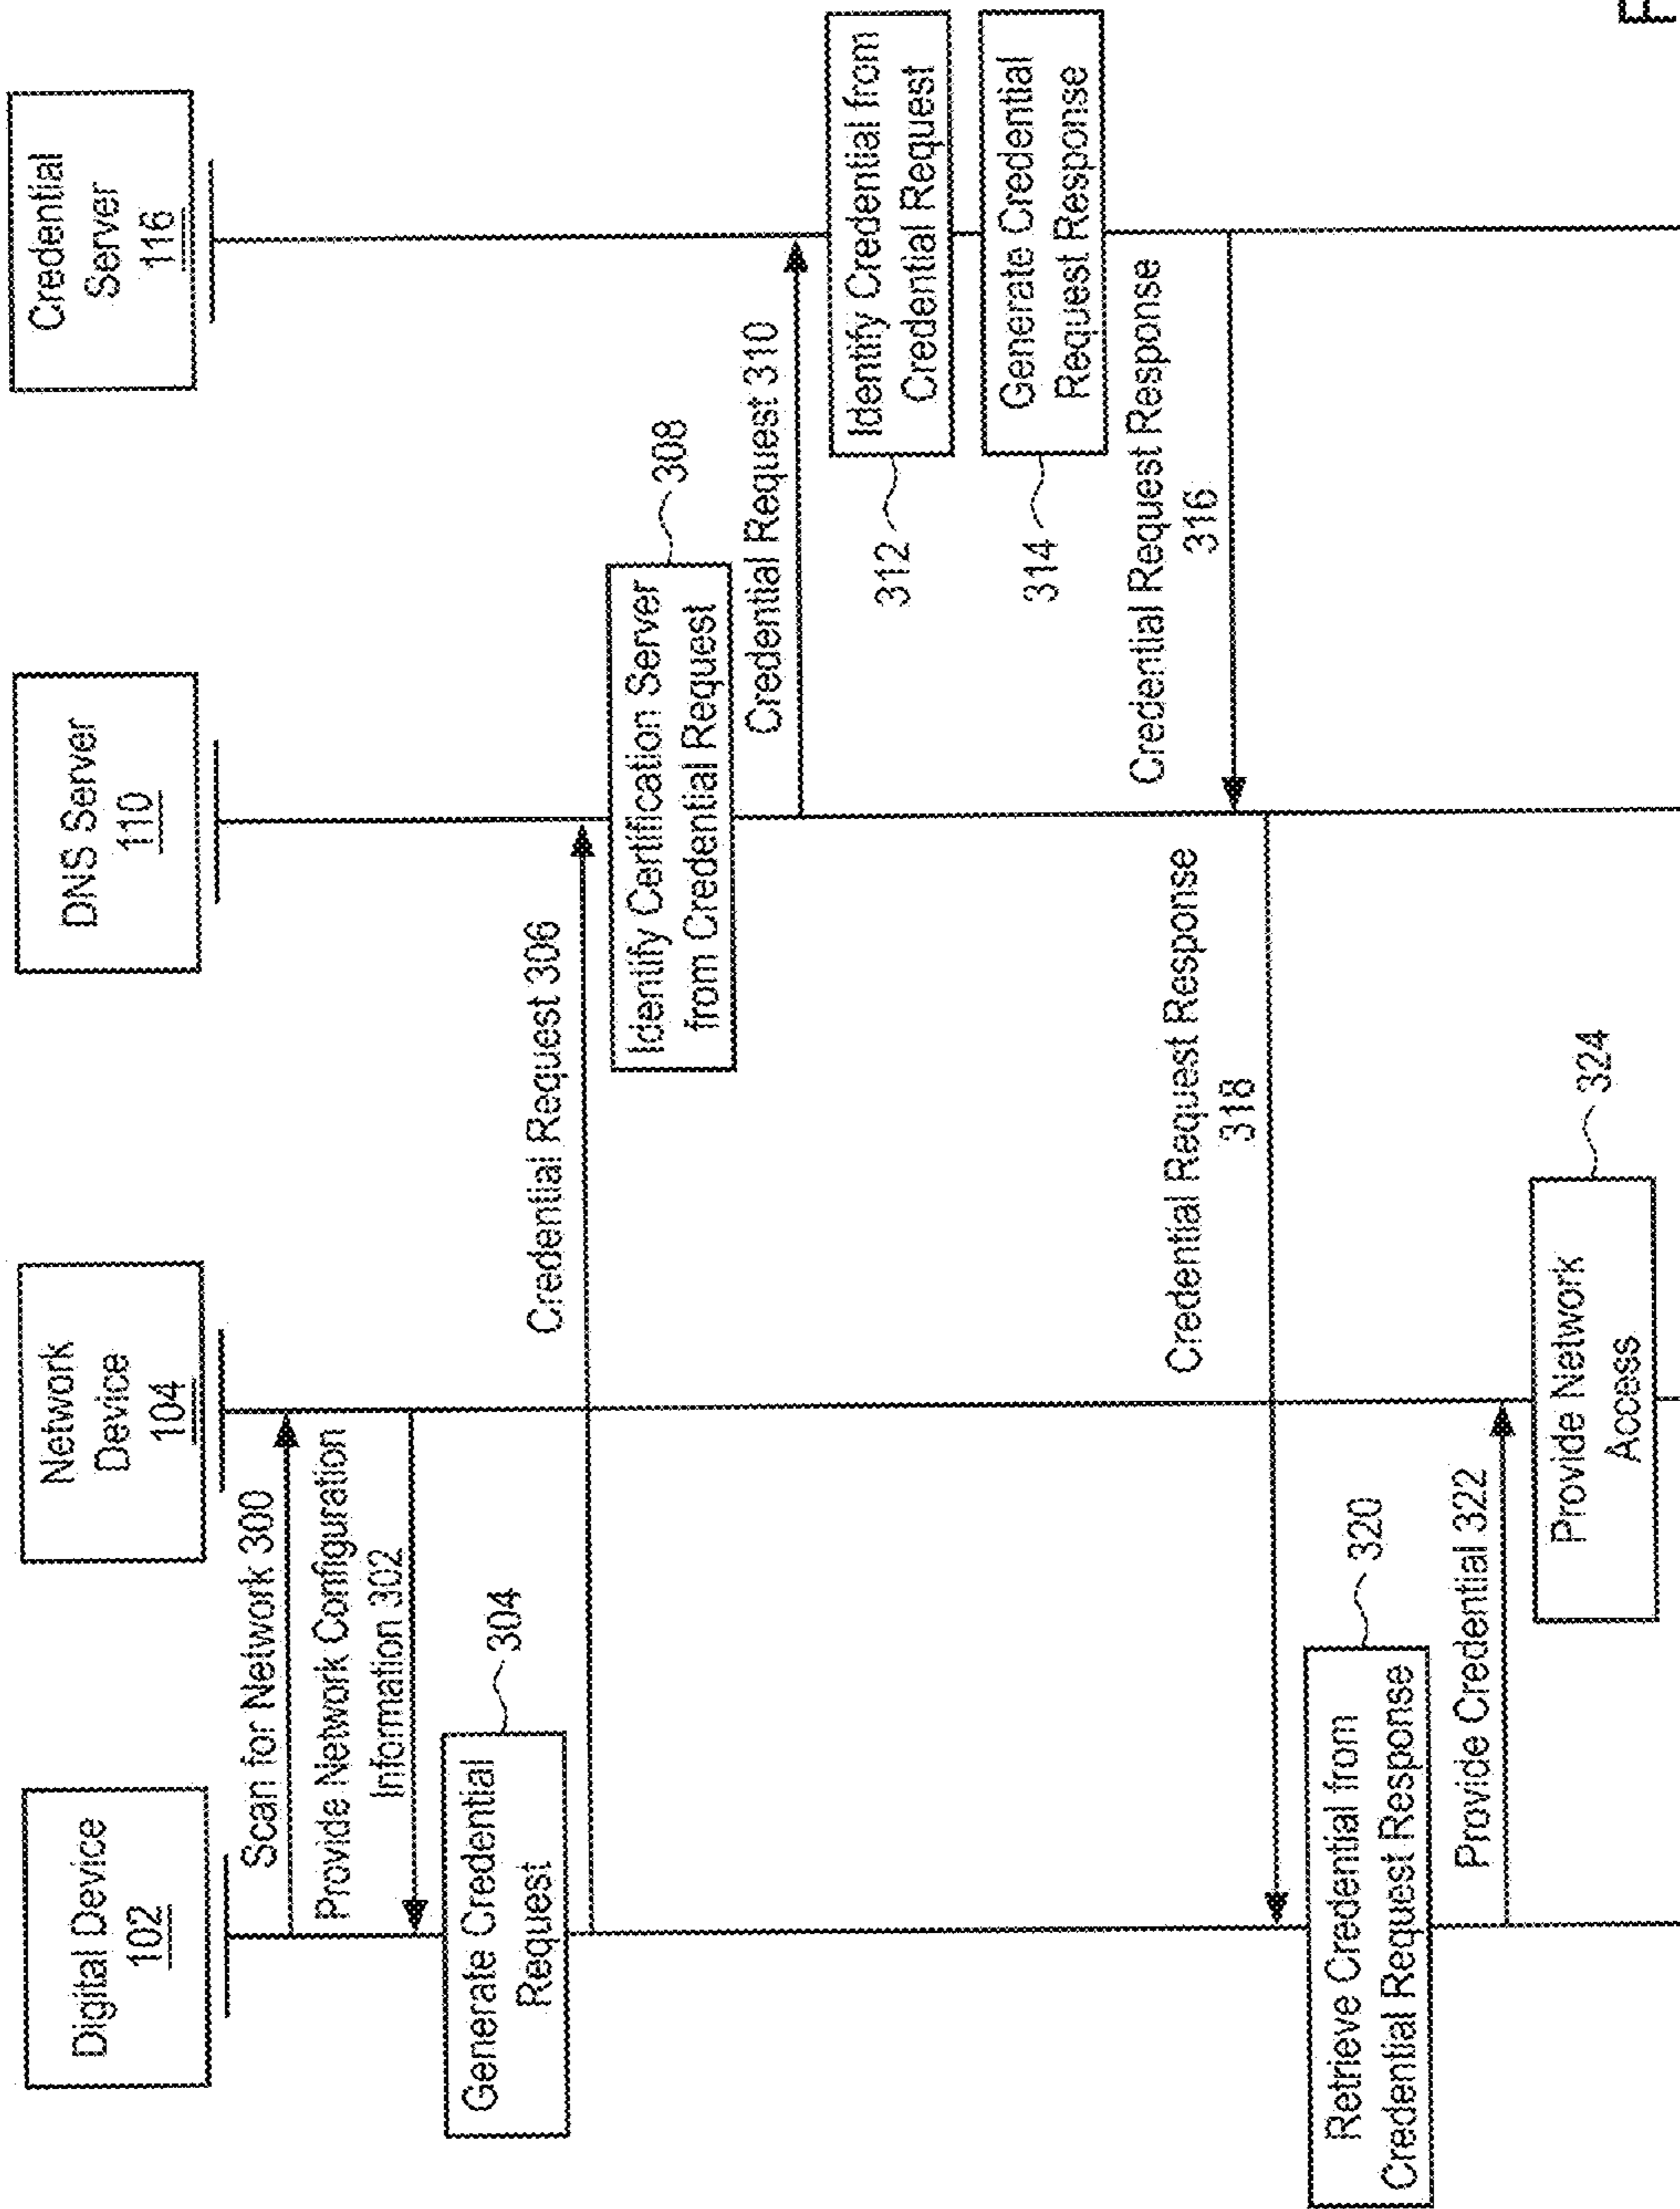 Digital Device
102
Network
Device
104
DNS Server
110
Credential
Server
116
Scan for Network 300
Provide Network Configuration
Information 302
Generate Credential
Request
304
Credential Request 306
Identify Certification Server
from Credential Request
308
Credential Request 310
Identify Credential from
Credential Request
312
Generate Credential
Request Response
314
Credential Request Response
316
Credential Request Response
318
Retrieve Credential from
Credential Request Response
320
Provide Credential 322
Provide Network
Access
324